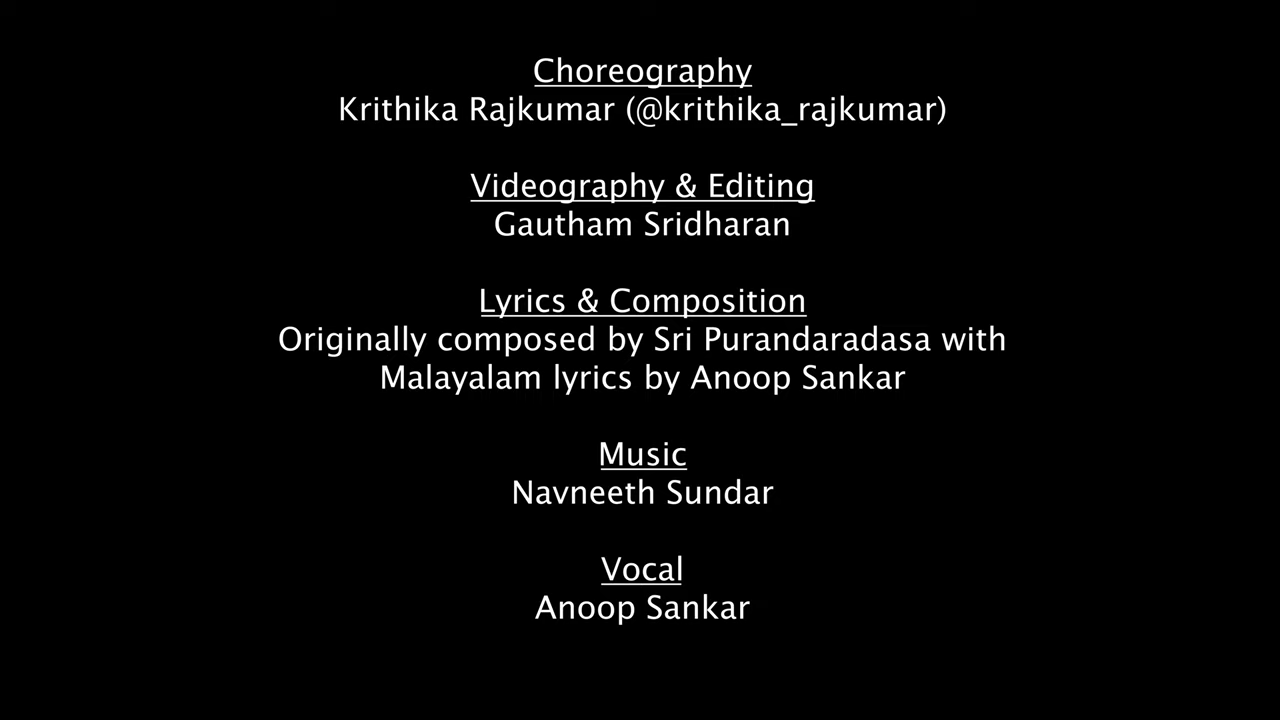 Choreography
Krithika Rajkumar (@krithika_rajkumar)
Videography & Editing
Gautham Sridharan
Lyrics & Composition
Originally composed by Sri Purandaradasa with
Malayalam lyrics by Anoop Sankar
Music
Navneeth Sundar
Vocal
Anoop Sankar